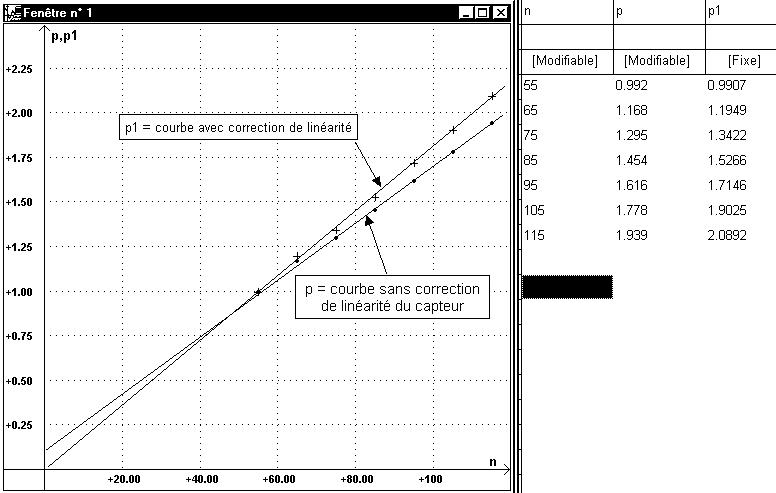 Fenêtre n° 1
p,p1
+2.25
+2.00
+1.75
+1.50
+1.25
+1.00
+0.75
+0.50
+0.25
p1 = courbe avec correction de linéarité
p = courbe sans correction
de linéarité du capteur
n
+20.00 +40.00 +60.00 +80.00 +100
n p p1
[Modifiable] [Modifiable] [Fixe]
55 0.992 0.9907
65 1.168 1.1949
75 1.295 1.3422
85 1.454 1.5266
95 1.616 1.7146
105 1.778 1.9025
115 1.939 2.0892